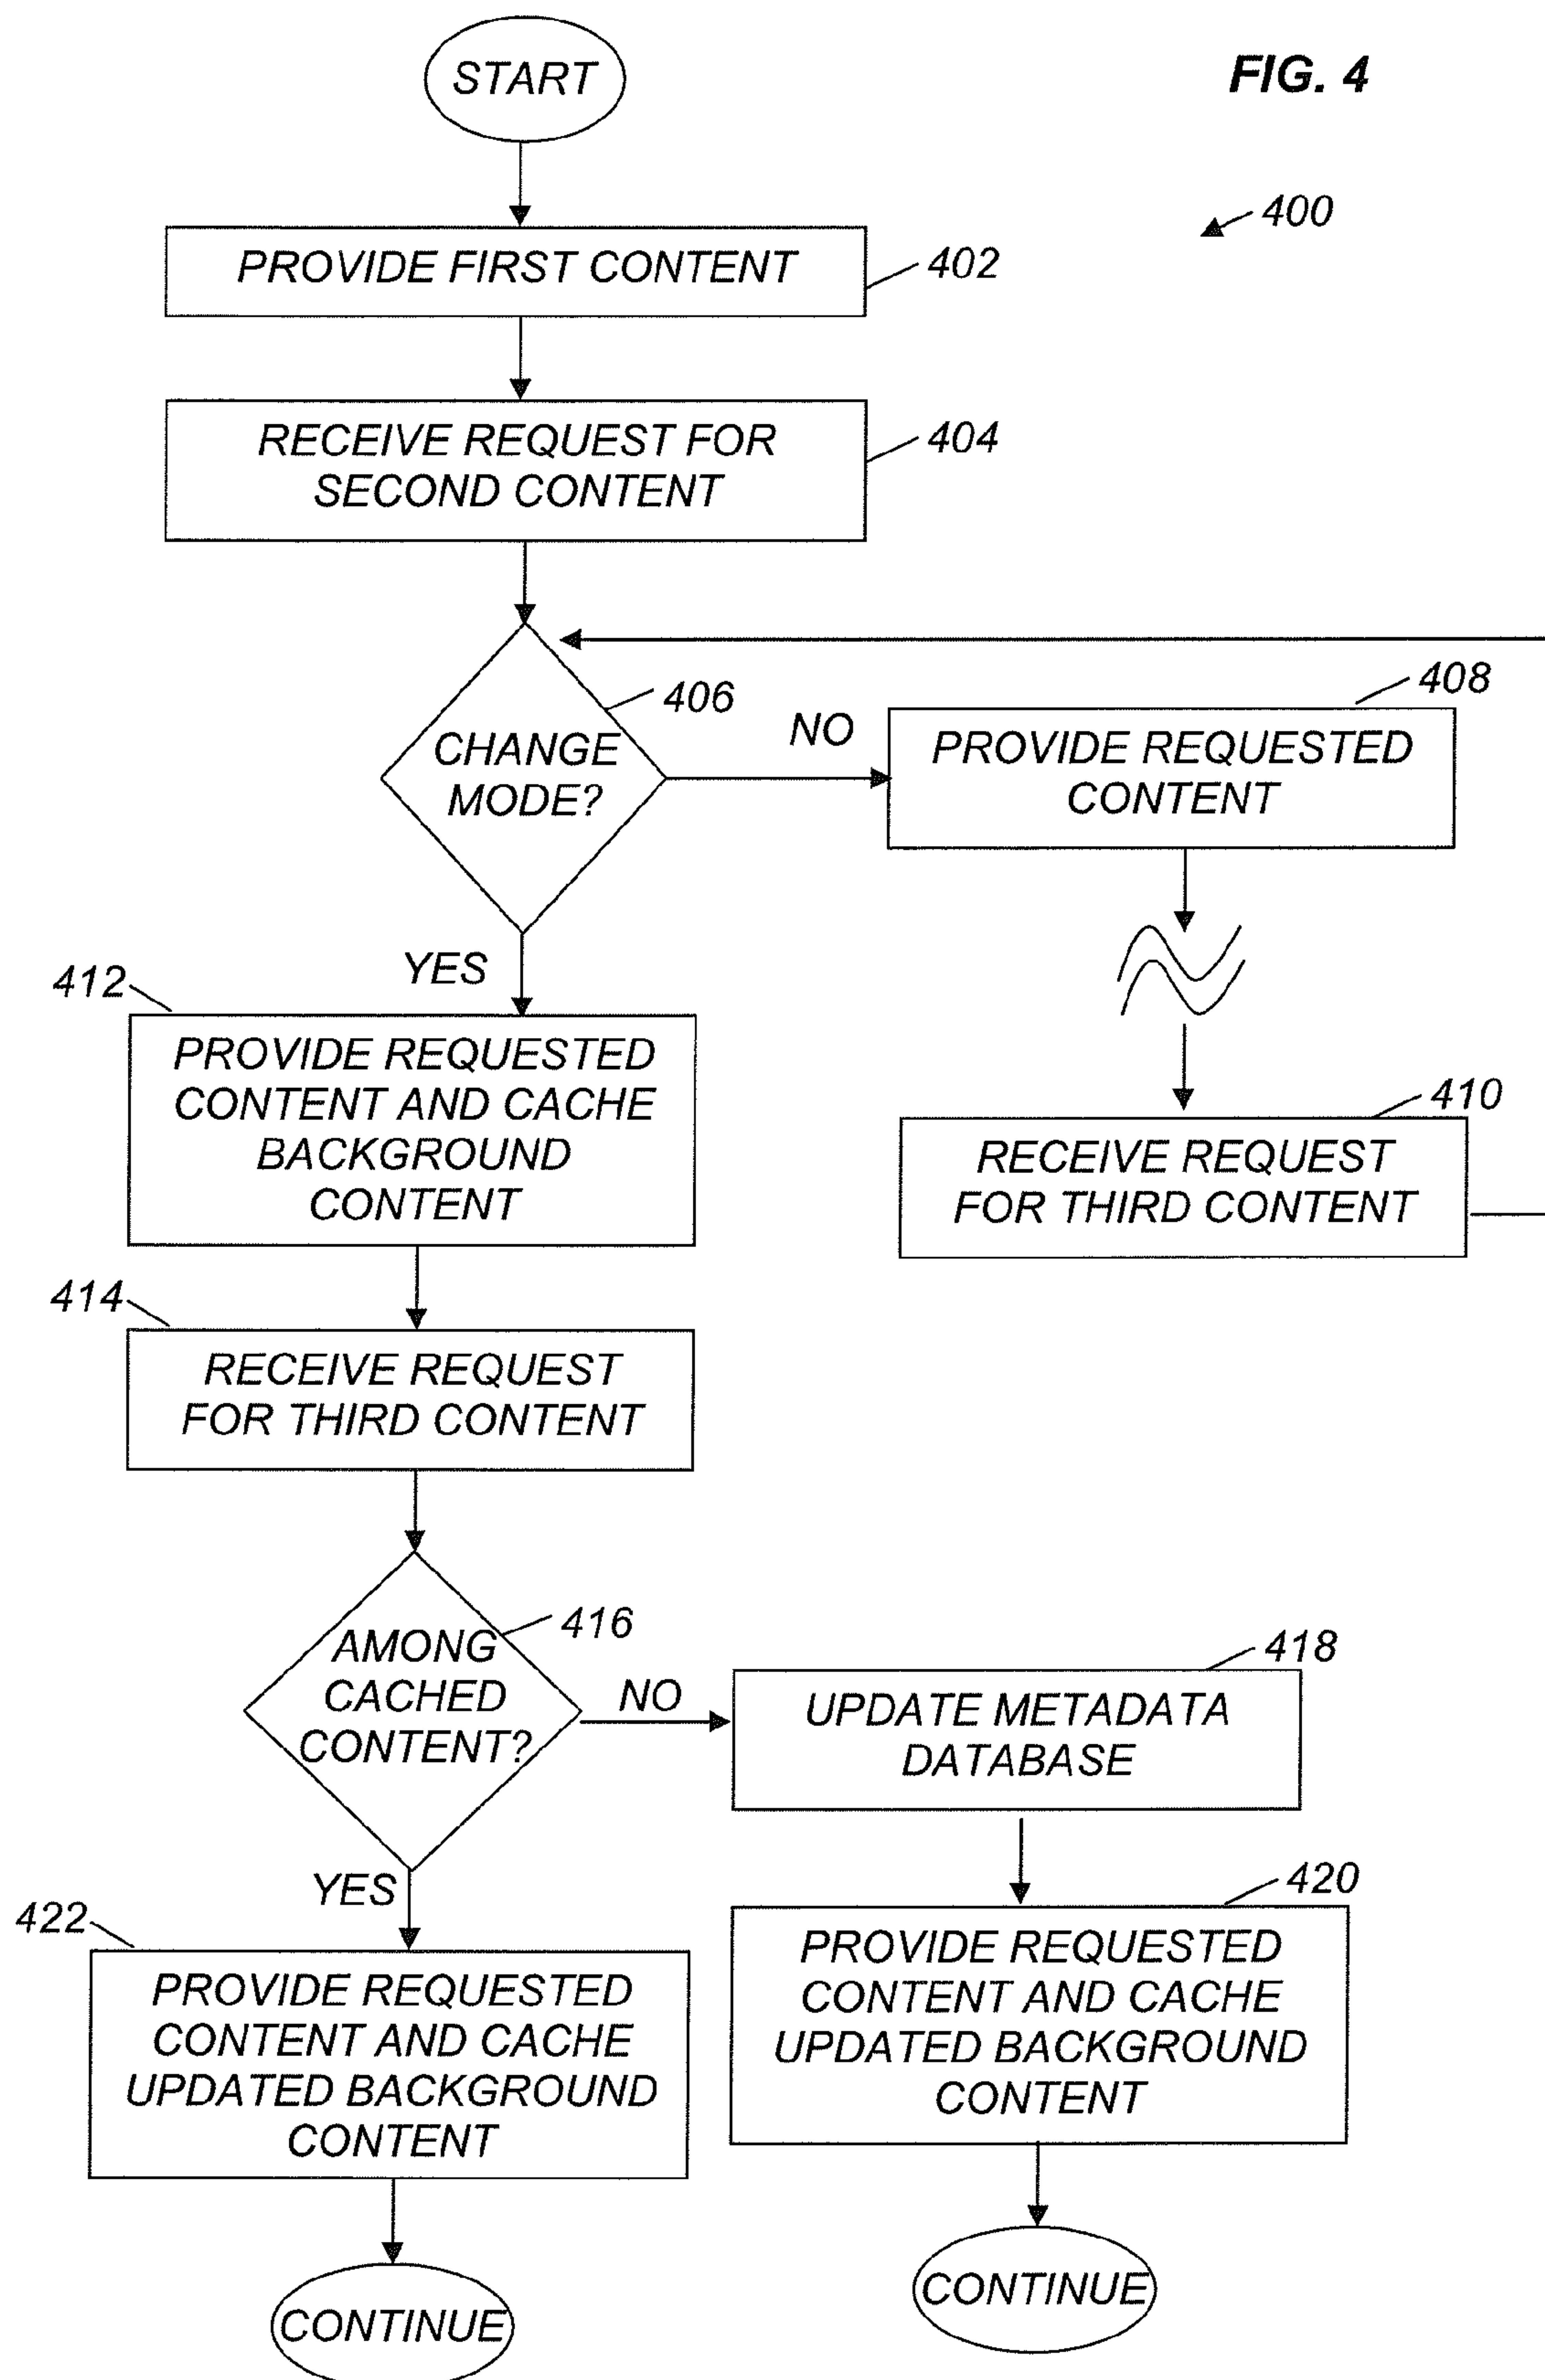 START
FIG. 4
400
PROVIDE FIRST CONTENT
402
RECEIVE REQUEST FOR
SECOND CONTENT
404
406
CHANGE
MODE?
NO
408
PROVIDE REQUESTED
CONTENT
YES
412
PROVIDE REQUESTED
CONTENT AND CACHE
BACKGROUND
CONTENT
410
RECEIVE REQUEST
FOR THIRD CONTENT
414
RECEIVE REQUEST
FOR THIRD CONTENT
416
AMONG
CACHED
CONTENT?
NO
418
UPDATE METADATA
DATABASE
YES
420
PROVIDE REQUESTED
CONTENT AND CACHE
UPDATED BACKGROUND
CONTENT
422
PROVIDE REQUESTED
CONTENT AND CACHE
UPDATED BACKGROUND
CONTENT
CONTINUE
CONTINUE